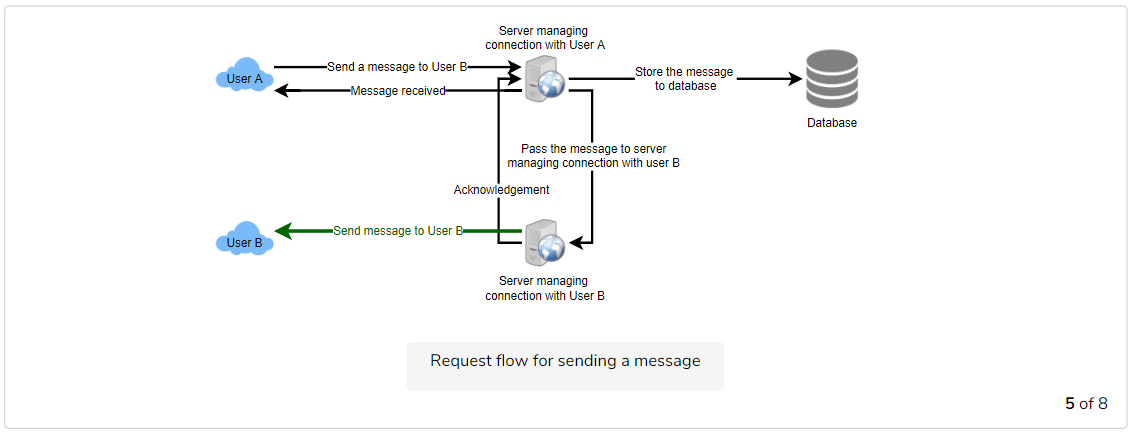 Server managing
connection with User A
User A
Send a message to User B
Message received
Store the message
to database
Database
Pass the message to server
managing connection with user B
Acknowledgement
User B
Send message to User B
Server managing
connection with User B
Request flow for sending a message
5 of 8